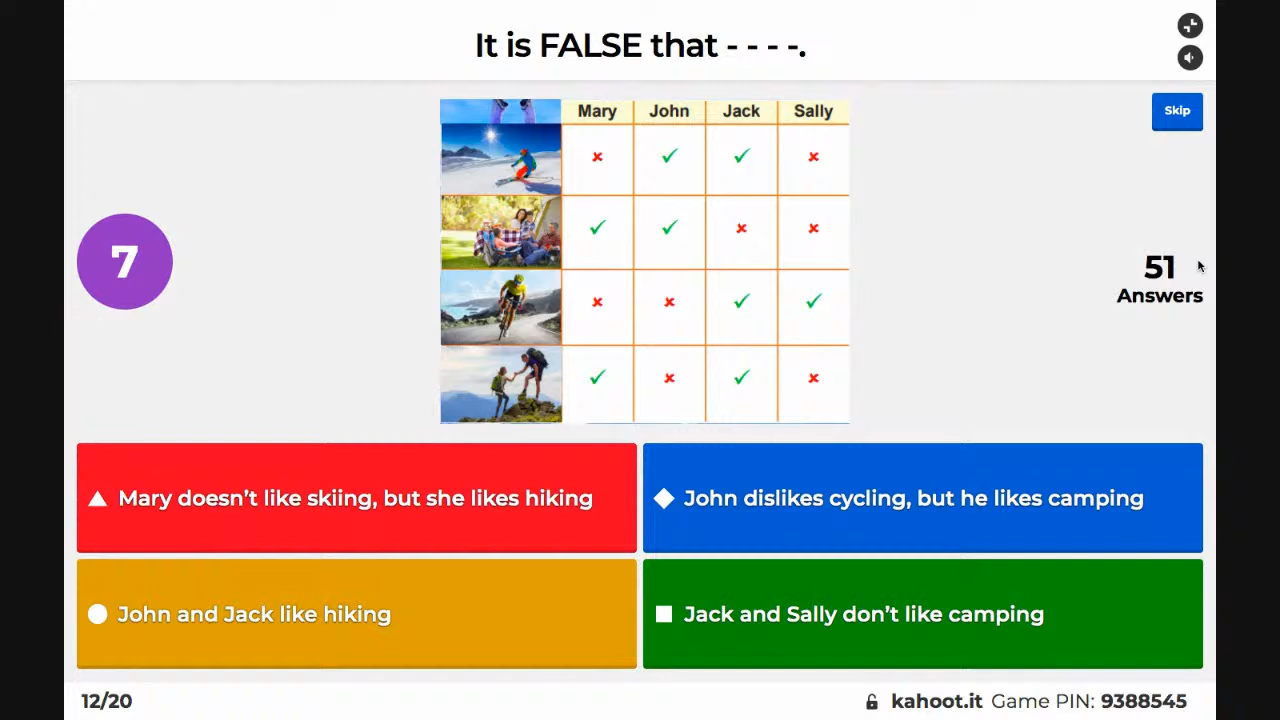 It is FALSE that - - - -.
Skip
Mary John Jack Sally
7
51
Answers
Mary doesn’t like skiing, but she likes hiking
John dislikes cycling, but he likes camping
John and Jack like hiking
Jack and Sally don’t like camping
12/20
kahoot.it Game PIN: 9388545